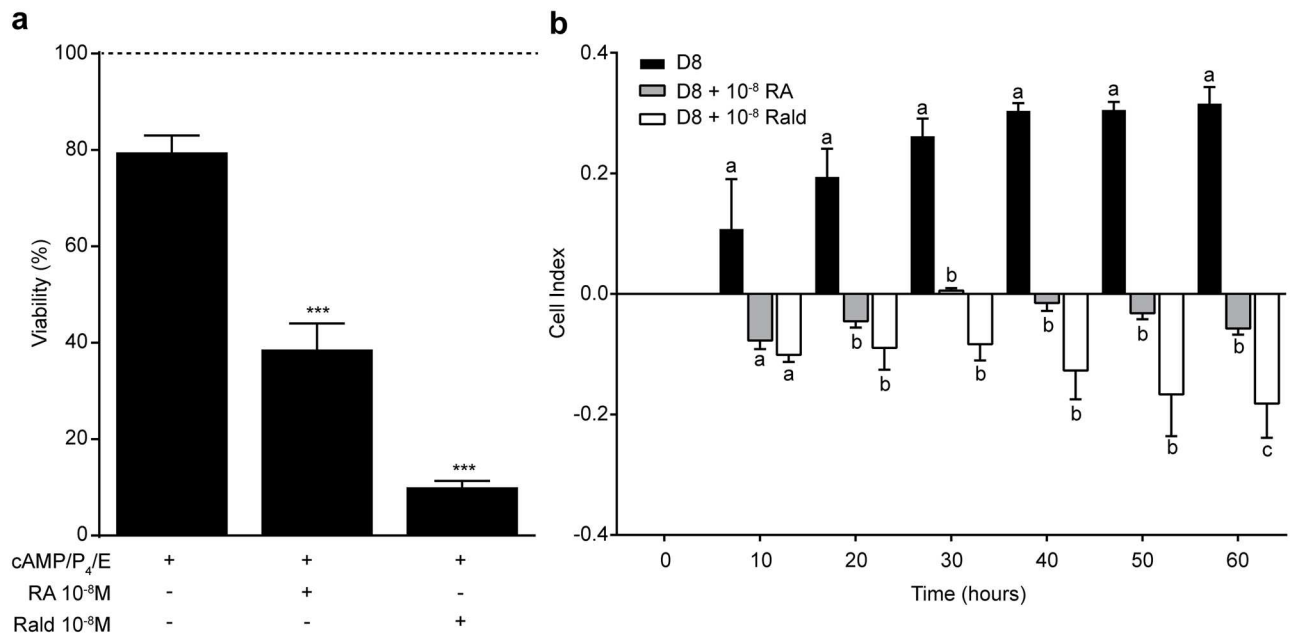 a
Viability (%)
100
80
60
40
20
0
***
***
cAMP/P₄/E + + +
RA 10⁻⁸M - + -
Rald 10⁻⁸M - - +
b
Cell Index
0.4
0.2
0.0
-0.2
-0.4
D8
D8 + 10⁻⁸ RA
D8 + 10⁻⁸ Rald
a a a a a a
a b b b b b
a b b b b c
0 10 20 30 40 50 60
Time (hours)